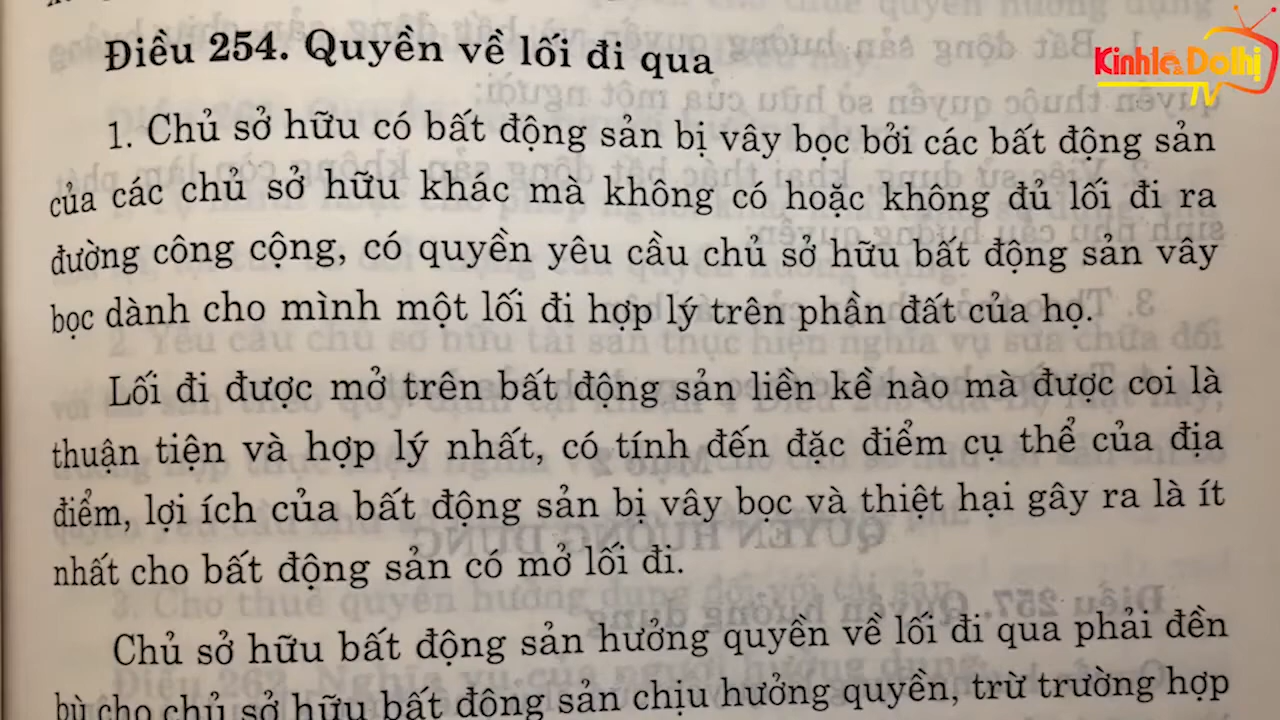 Điều 254. Quyền về lối đi qua
Kinhle&Dothi
TV
1. Chủ sở hữu có bất động sản bị vây bọc bởi các bất động sản
của các chủ sở hữu khác mà không có hoặc không đủ lối đi ra
đường công cộng, có quyền yêu cầu chủ sở hữu bất động sản vây
bọc dành cho mình một lối đi hợp lý trên phần đất của họ.
Lối đi được mở trên bất động sản liền kề nào mà được coi là
thuận tiện và hợp lý nhất, có tính đến đặc điểm cụ thể của địa
điểm, lợi ích của bất động sản bị vây bọc và thiệt hại gây ra là ít
nhất cho bất động sản có mở lối đi.
Chủ sở hữu bất động sản hưởng quyền về lối đi qua phải đền
bù cho chủ sở hữu bất động sản chịu hưởng quyền, trừ trường hợp